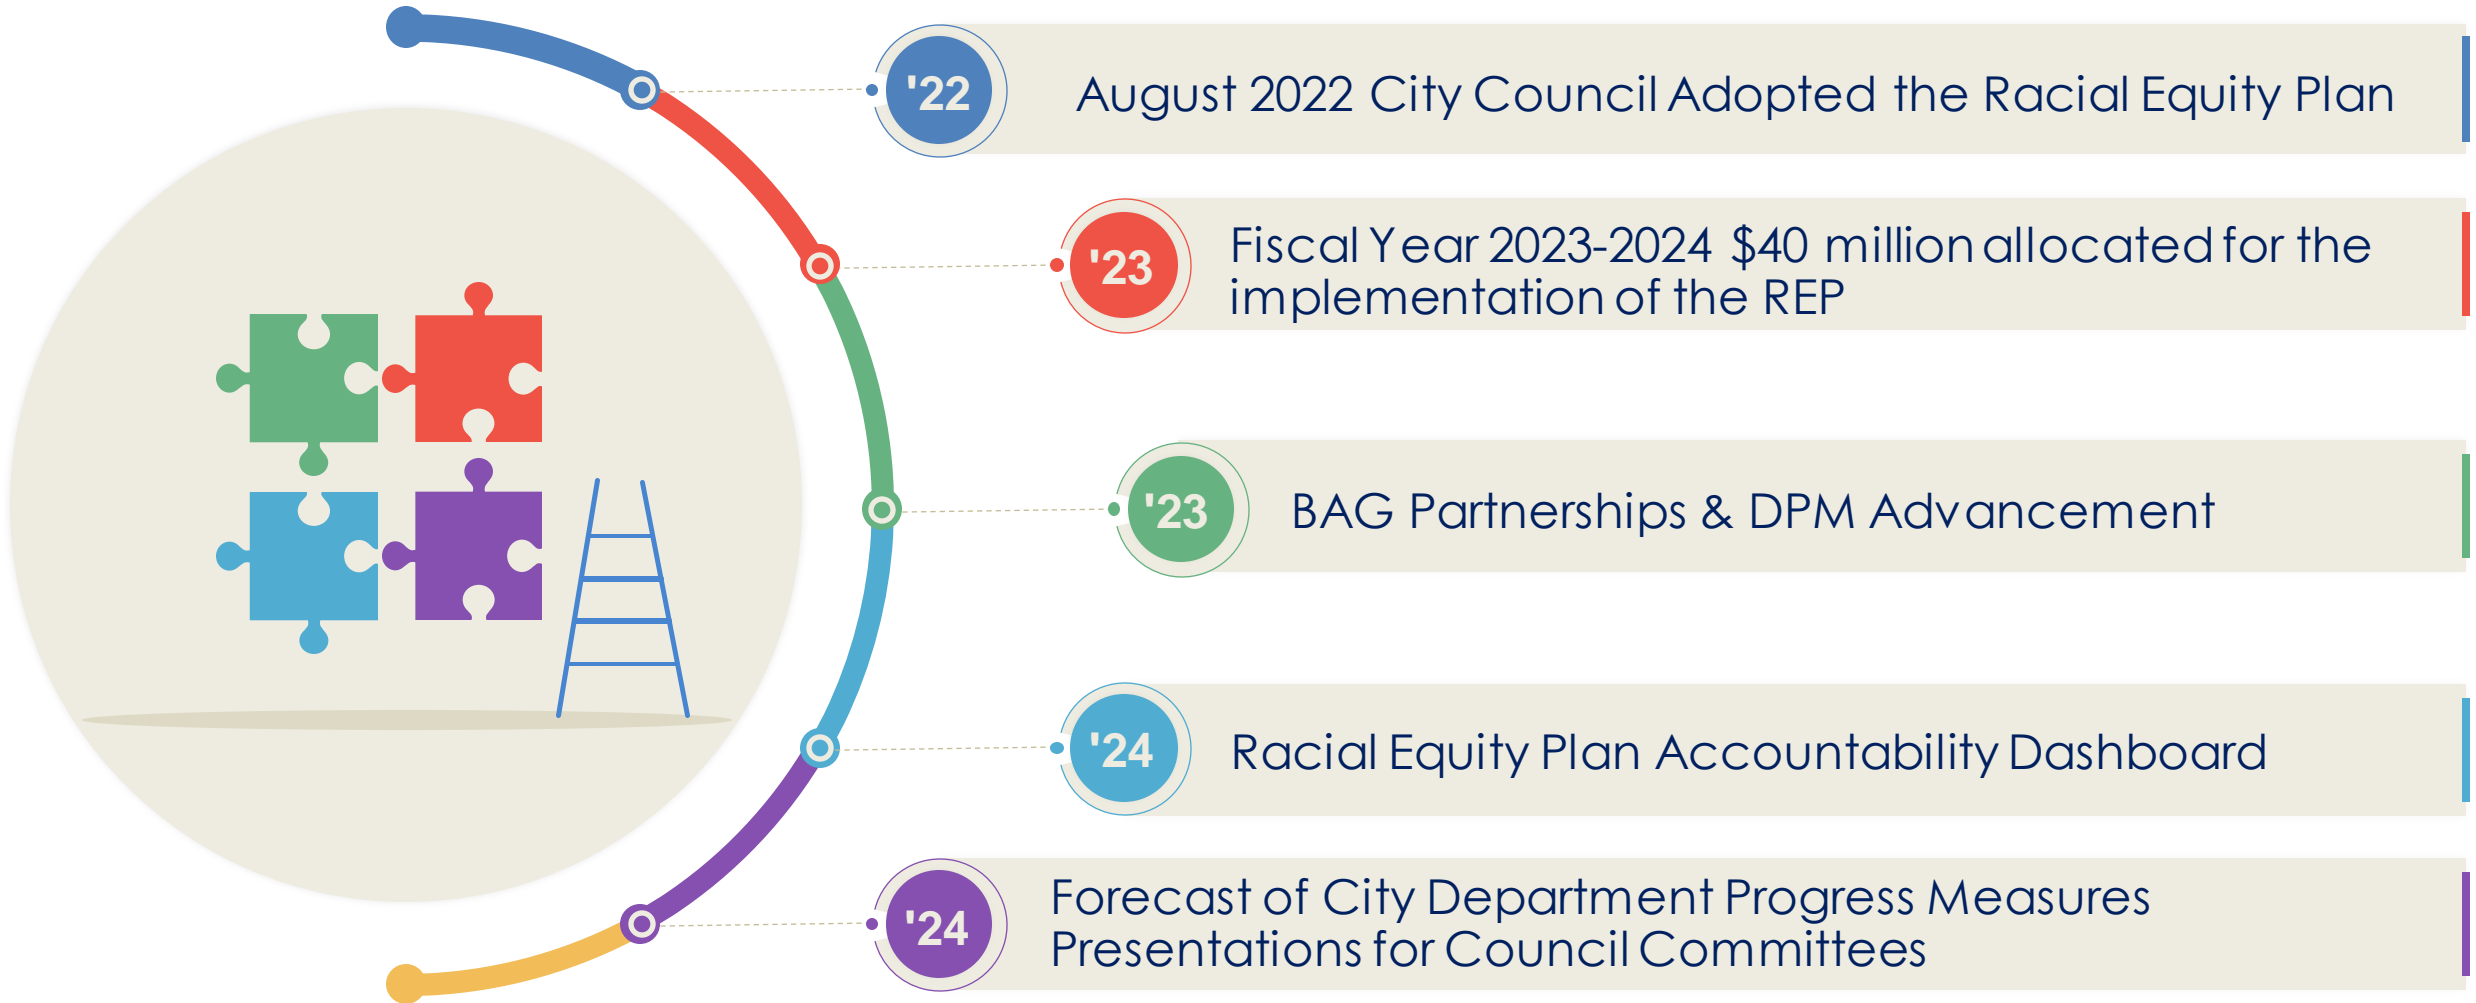 '22
August 2022 City Council Adopted the Racial Equity Plan
'23
Fiscal Year 2023-2024 $40 million allocated for the
implementation of the REP
'23
BAG Partnerships & DPM Advancement
'24
Racial Equity Plan Accountability Dashboard
'24
Forecast of City Department Progress Measures
Presentations for Council Committees